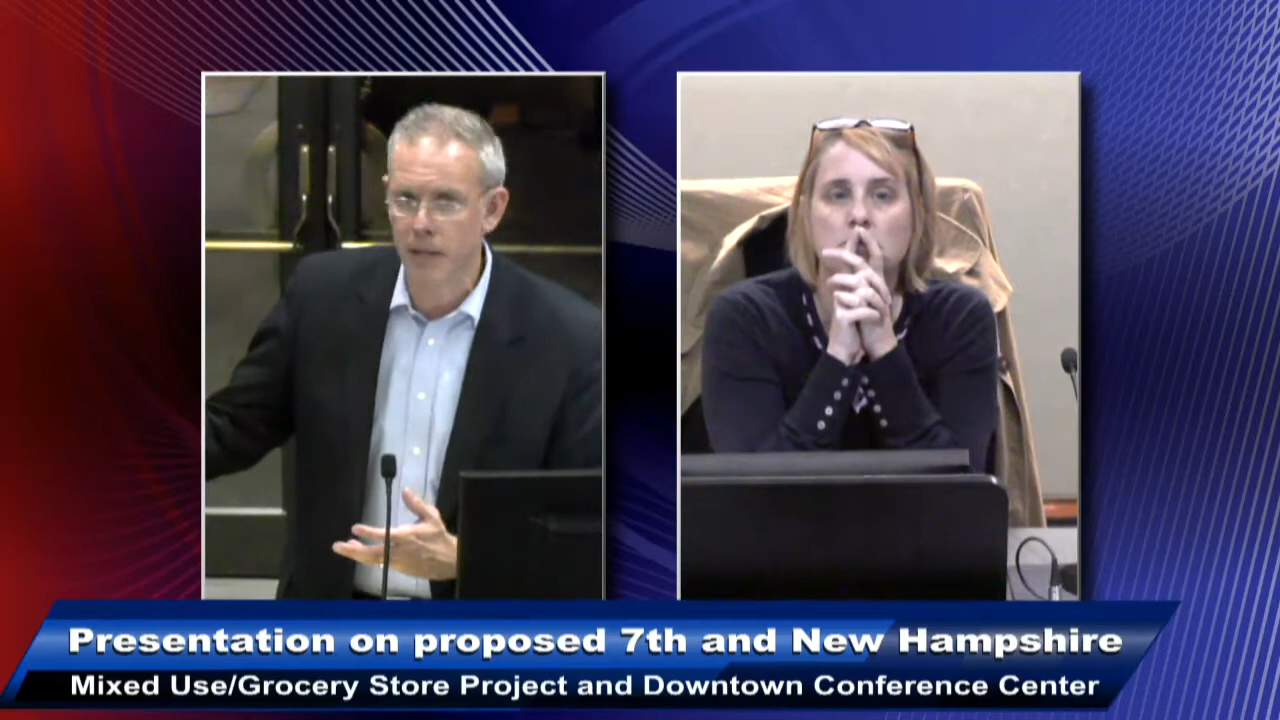 Presentation on proposed 7th and New Hampshire
Mixed Use/Grocery Store Project and Downtown Conference Center